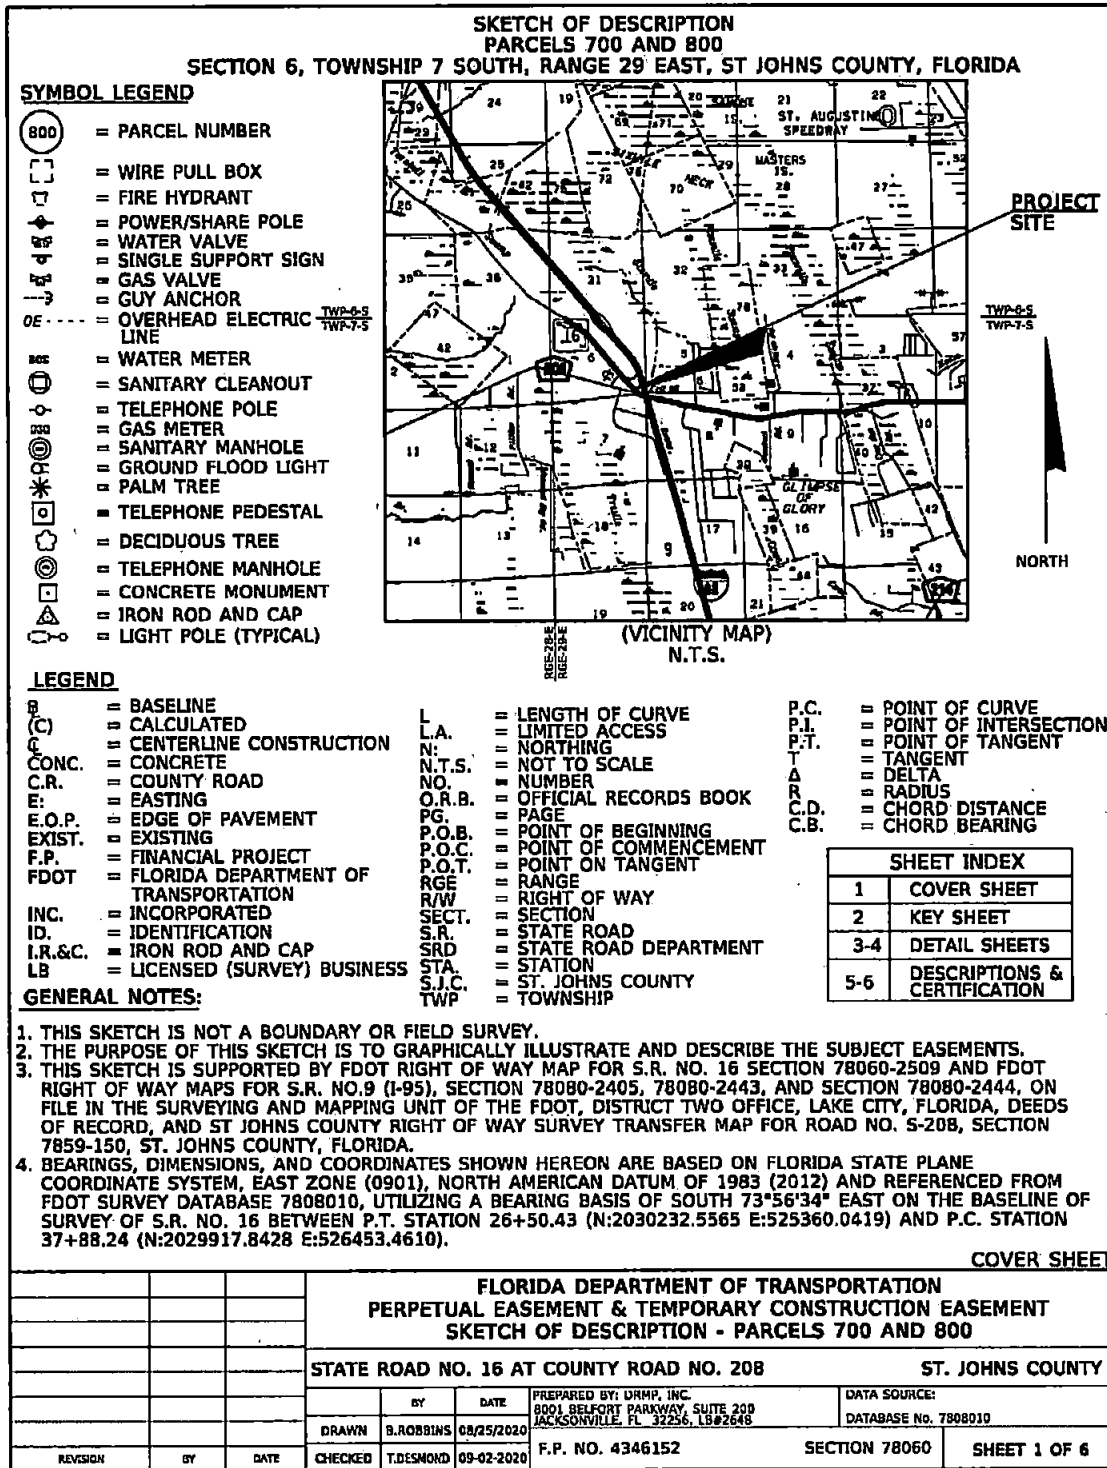 SKETCH OF DESCRIPTION
PARCELS 700 AND 800
SECTION 6, TOWNSHIP 7 SOUTH, RANGE 29 EAST, ST JOHNS COUNTY, FLORIDA
SYMBOL LEGEND
800 = PARCEL NUMBER
= WIRE PULL BOX
= FIRE HYDRANT
= POWER/SHARE POLE
= WATER VALVE
= SINGLE SUPPORT SIGN
= GAS VALVE
= GUY ANCHOR
OE = OVERHEAD ELECTRIC LINE
= WATER METER
= SANITARY CLEANOUT
= TELEPHONE POLE
= GAS METER
= SANITARY MANHOLE
= GROUND FLOOD LIGHT
= PALM TREE
= TELEPHONE PEDESTAL
= DECIDUOUS TREE
= TELEPHONE MANHOLE
= CONCRETE MONUMENT
= IRON ROD AND CAP
= LIGHT POLE (TYPICAL)
ST. AUGUSTINE
SPEEDWAY
MASTERS
IS.
NECK
GLIMPSE
OF
GLORY
16
PROJECT
SITE
TWP-6-S
TWP-7-S
TWP-6-S
TWP-7-S
RGE-28-E
RGE-29-E
NORTH
(VICINITY MAP)
N.T.S.
LEGEND
B = BASELINE
(C) = CALCULATED
℄ = CENTERLINE CONSTRUCTION
CONC. = CONCRETE
C.R. = COUNTY ROAD
E: = EASTING
E.O.P. = EDGE OF PAVEMENT
EXIST. = EXISTING
F.P. = FINANCIAL PROJECT
FDOT = FLORIDA DEPARTMENT OF
TRANSPORTATION
INC. = INCORPORATED
ID. = IDENTIFICATION
I.R.&C. = IRON ROD AND CAP
LB = LICENSED (SURVEY) BUSINESS
L = LENGTH OF CURVE
L.A. = LIMITED ACCESS
N: = NORTHING
N.T.S. = NOT TO SCALE
NO. = NUMBER
O.R.B. = OFFICIAL RECORDS BOOK
PG. = PAGE
P.O.B. = POINT OF BEGINNING
P.O.C. = POINT OF COMMENCEMENT
P.O.T. = POINT ON TANGENT
RGE = RANGE
R/W = RIGHT OF WAY
SECT. = SECTION
S.R. = STATE ROAD
SRD = STATE ROAD DEPARTMENT
STA. = STATION
S.J.C. = ST. JOHNS COUNTY
TWP = TOWNSHIP
P.C. = POINT OF CURVE
P.I. = POINT OF INTERSECTION
P.T. = POINT OF TANGENT
T = TANGENT
Δ = DELTA
R = RADIUS
C.D. = CHORD DISTANCE
C.B. = CHORD BEARING
SHEET INDEX
1 COVER SHEET
2 KEY SHEET
3-4 DETAIL SHEETS
5-6 DESCRIPTIONS & CERTIFICATION
GENERAL NOTES:
1. THIS SKETCH IS NOT A BOUNDARY OR FIELD SURVEY.
2. THE PURPOSE OF THIS SKETCH IS TO GRAPHICALLY ILLUSTRATE AND DESCRIBE THE SUBJECT EASEMENTS.
3. THIS SKETCH IS SUPPORTED BY FDOT RIGHT OF WAY MAP FOR S.R. NO. 16 SECTION 78060-2509 AND FDOT
RIGHT OF WAY MAPS FOR S.R. NO.9 (I-95), SECTION 78080-2405, 78080-2443, AND SECTION 78080-2444, ON
FILE IN THE SURVEYING AND MAPPING UNIT OF THE FDOT, DISTRICT TWO OFFICE, LAKE CITY, FLORIDA, DEEDS
OF RECORD, AND ST JOHNS COUNTY RIGHT OF WAY SURVEY TRANSFER MAP FOR ROAD NO. S-208, SECTION
7859-150, ST. JOHNS COUNTY, FLORIDA.
4. BEARINGS, DIMENSIONS, AND COORDINATES SHOWN HEREON ARE BASED ON FLORIDA STATE PLANE
COORDINATE SYSTEM, EAST ZONE (0901), NORTH AMERICAN DATUM OF 1983 (2012) AND REFERENCED FROM
FDOT SURVEY DATABASE 7808010, UTILIZING A BEARING BASIS OF SOUTH 73°56'34" EAST ON THE BASELINE OF
SURVEY OF S.R. NO. 16 BETWEEN P.T. STATION 26+50.43 (N:2030232.5565 E:525360.0419) AND P.C. STATION
37+88.24 (N:2029917.8428 E:526453.4610).
COVER SHEET
FLORIDA DEPARTMENT OF TRANSPORTATION
PERPETUAL EASEMENT & TEMPORARY CONSTRUCTION EASEMENT
SKETCH OF DESCRIPTION - PARCELS 700 AND 800
STATE ROAD NO. 16 AT COUNTY ROAD NO. 208 ST. JOHNS COUNTY
BY DATE
PREPARED BY: DRMP, INC.
8001 BELFORT PARKWAY, SUITE 200
JACKSONVILLE, FL 32256, LB#2648
DATA SOURCE:
DATABASE No. 7808010
DRAWN B.ROBBINS 08/25/2020
REVISION BY DATE CHECKED T.DESMOND 09-02-2020 F.P. NO. 4346152 SECTION 78060 SHEET 1 OF 6